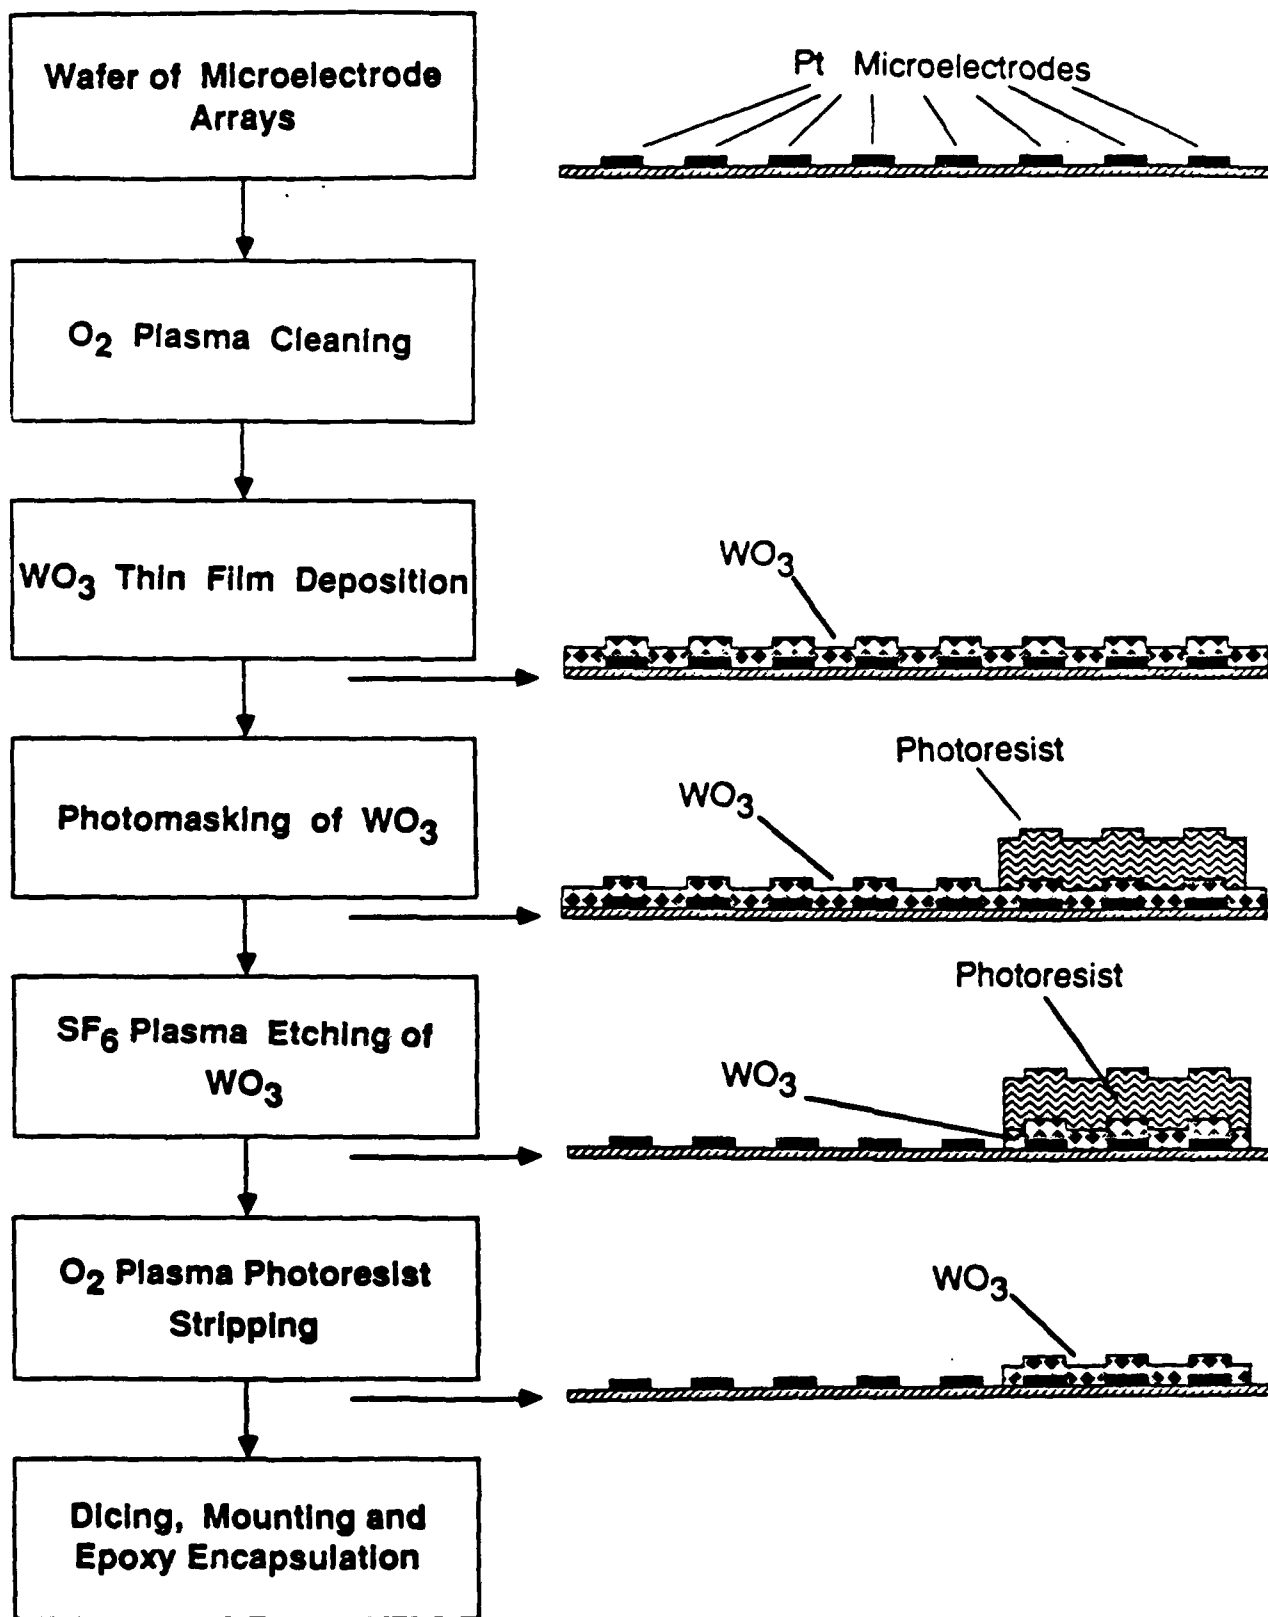 Wafer of Microelectrode
Arrays
Pt Microelectrodes
O2 Plasma Cleaning
WO3 Thin Film Deposition
WO3
Photomasking of WO3
Photoresist
WO3
SF6 Plasma Etching of
WO3
Photoresist
WO3
O2 Plasma Photoresist
Stripping
WO3
Dicing, Mounting and
Epoxy Encapsulation